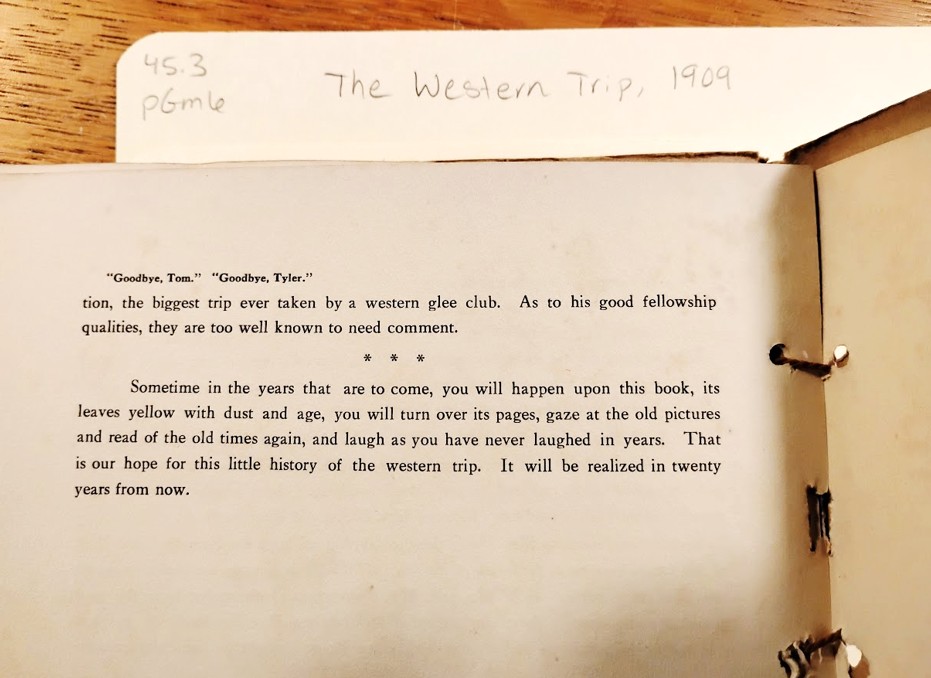 45.3
pGm6
The Western Trip, 1909
"Goodbye, Tom." "Goodbye, Tyler."
tion, the biggest trip ever taken by a western glee club. As to his good fellowship
qualities, they are too well known to need comment.
* * *
Sometime in the years that are to come, you will happen upon this book, its
leaves yellow with dust and age, you will turn over its pages, gaze at the old pictures
and read of the old times again, and laugh as you have never laughed in years. That
is our hope for this little history of the western trip. It will be realized in twenty
years from now.